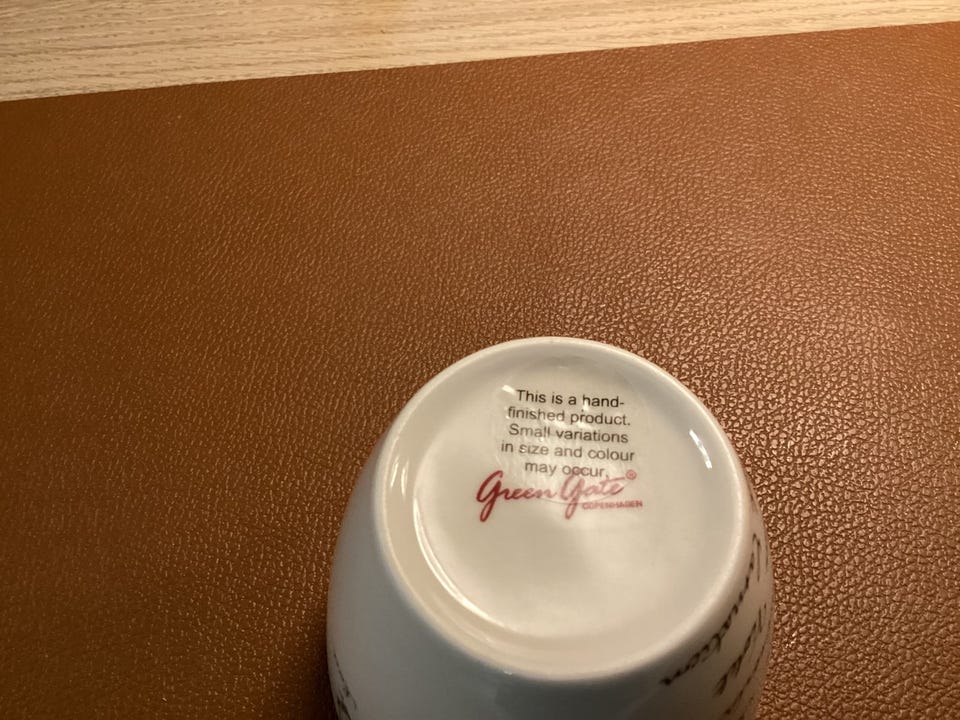 This is a hand-
finished product.
Small variations
in size and colour
may occur.
Green Gate®
COPENHAGEN